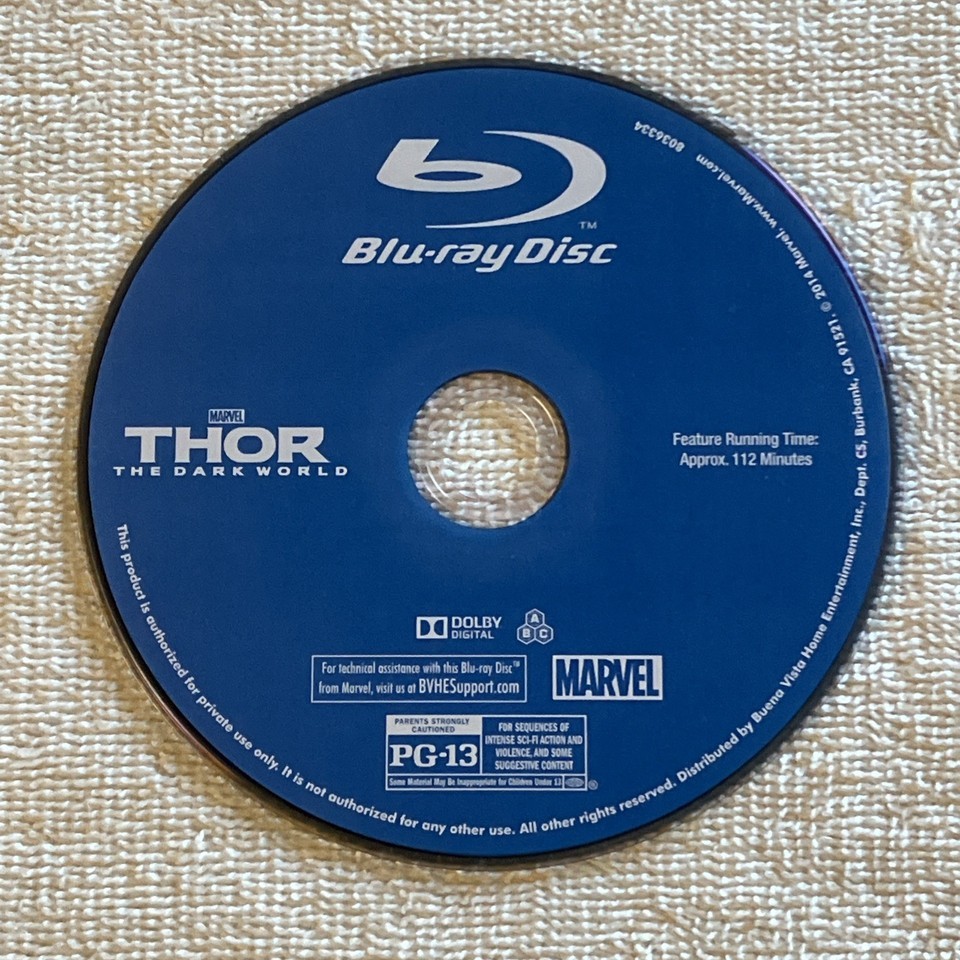 Blu-ray Disc™
MARVEL
THOR
THE DARK WORLD
Feature Running Time:
Approx. 112 Minutes
DOLBY
DIGITAL
A
B C
For technical assistance with this Blu-ray Disc™
from Marvel, visit us at BVHESupport.com
MARVEL
PARENTS STRONGLY
CAUTIONED
PG-13
FOR SEQUENCES OF
INTENSE SCI-FI ACTION AND
VIOLENCE, AND SOME
SUGGESTIVE CONTENT
Some Material May Be Inappropriate for Children Under 13
®
This product is authorized for private use only. It is not authorized for any other use. All other rights reserved. Distributed by Buena Vista Home Entertainment, Inc., Dept. CS, Burbank, CA 91521. © 2014 Marvel. www.Marvel.com 8036334